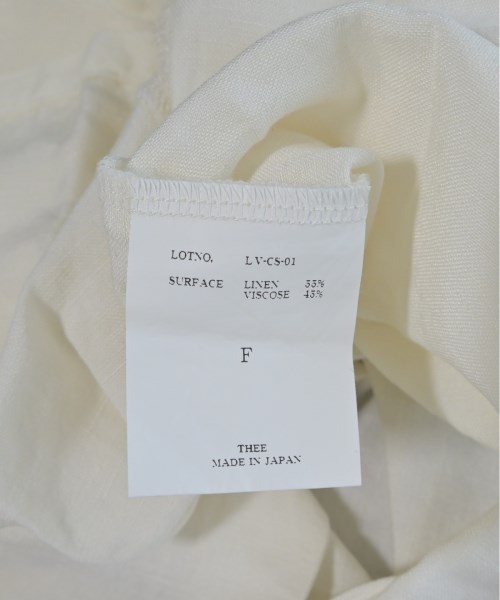 LOTNO. LV-CS-01
SURFACE LINEN 55%
VISCOSE 45%
F
THEE
MADE IN JAPAN